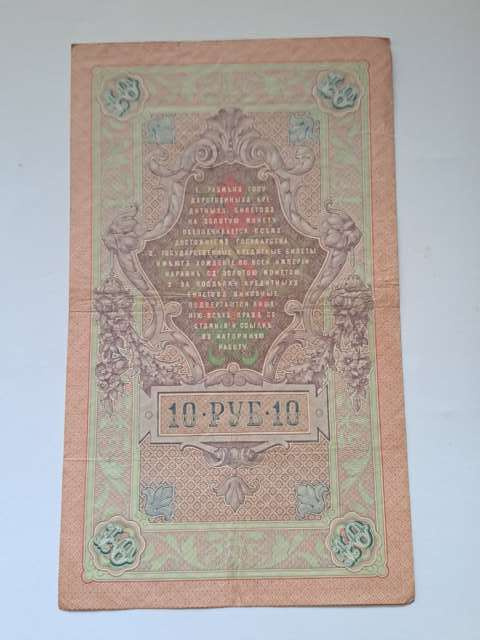 1. РАЗМѢНЪ ГОСУ
ДАРСТВЕННЫХЪ КРЕ
ДИТНЫХЪ БИЛЕТОВЪ
НА ЗОЛОТУЮ МОНЕТУ
ОБЕЗПЕЧИВАЕТСЯ ВСѢМЪ
ДОСТОЯНІЕМЪ ГОСУДАРСТВА.
2. ГОСУДАРСТВЕННЫЕ КРЕДИТНЫЕ БИЛЕТЫ
ИМѢЮТЪ ХОЖДЕНІЕ ВО ВСЕЙ ИМПЕРІИ
НАРАВНѢ СЪ ЗОЛОТОЮ МОНЕТОЮ.
3. ЗА ПОДДѢЛКУ КРЕДИТНЫХЪ
БИЛЕТОВЪ ВИНОВНЫЕ
ПОДВЕРГАЮТСЯ ЛИШЕ
НІЮ ВСѢХЪ ПРАВЪ СО
СТОЯНІЯ И ССЫЛКѢ
ВЪ КАТОРЖНУЮ
РАБОТУ.
10·РУБ·10